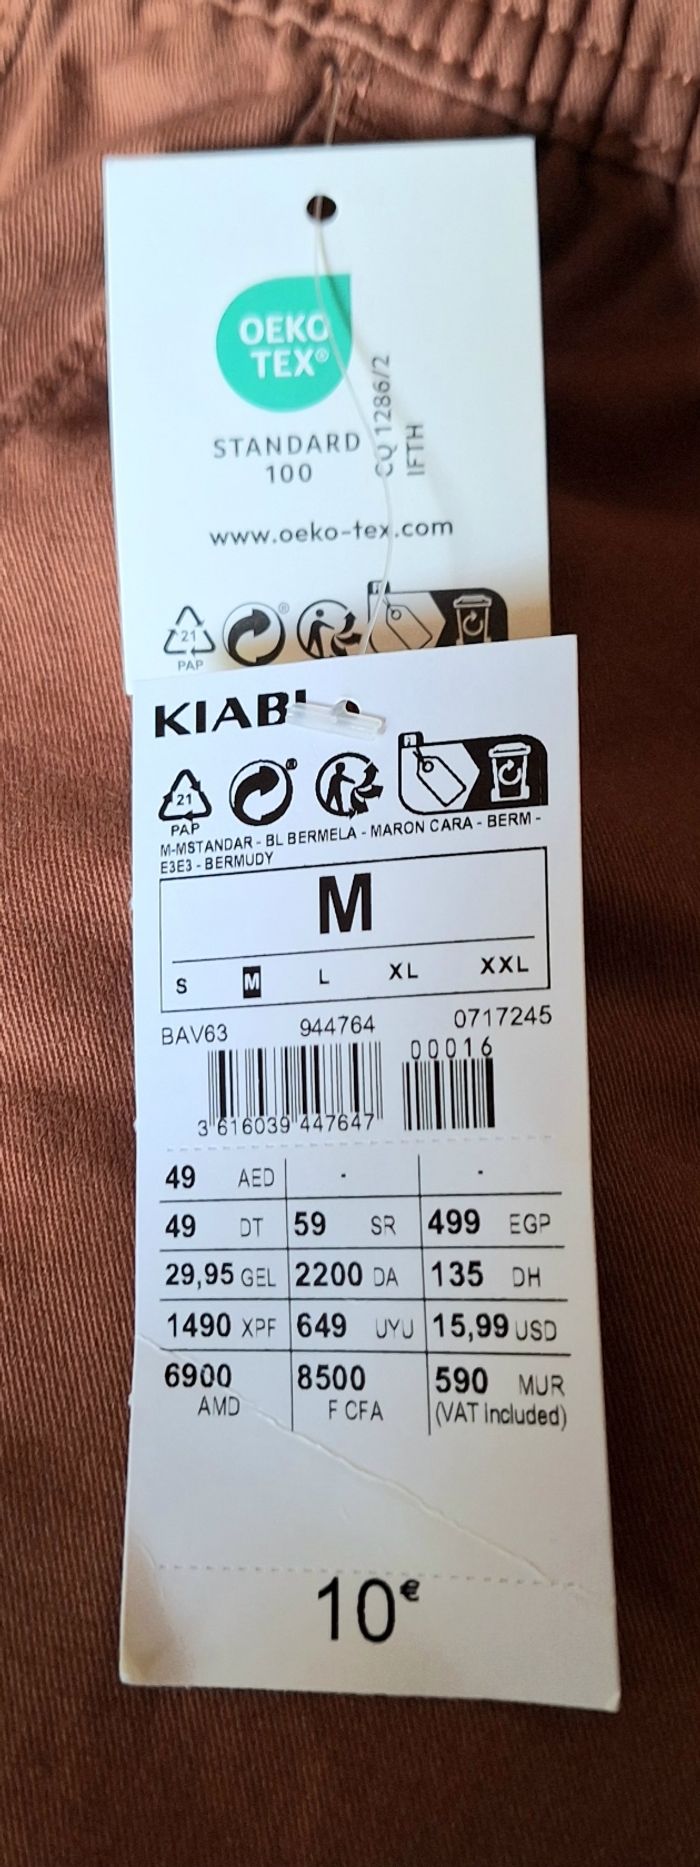 OEKO
TEX®
STANDARD
100
CQ 1286/2
IFTH
www.oeko-tex.com
21
PAP
KIABI
21
PAP
M-MSTANDAR - BL BERMELA - MARON CARA - BERM -
E3E3 - BERMUDY
M
S M L XL XXL
BAV63 944764 0717245
00016
3 616039 447647
49 AED - -
49 DT 59 SR 499 EGP
29,95 GEL 2200 DA 135 DH
1490 XPF 649 UYU 15,99 USD
6900 8500 590 MUR
AMD F CFA (VAT included)
10€